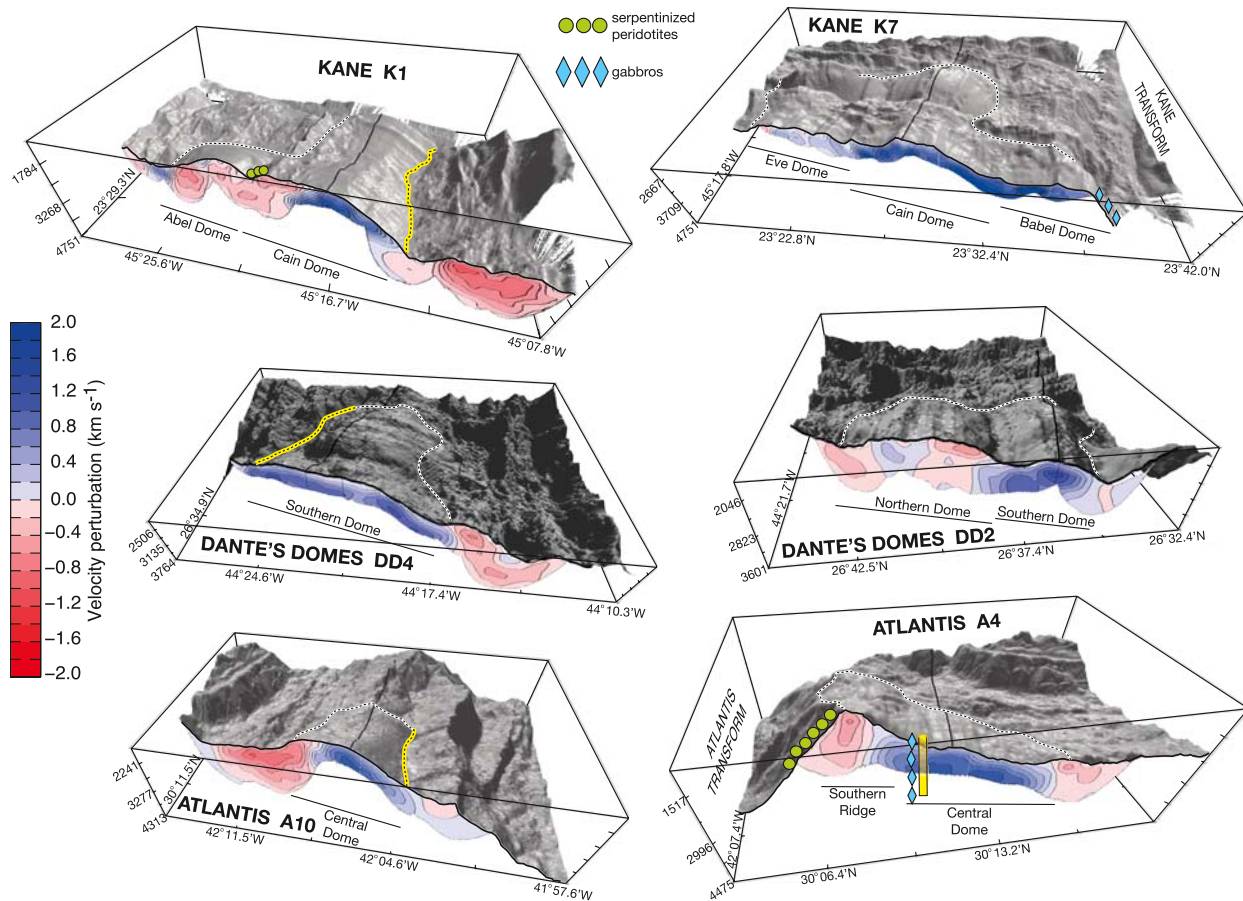 serpentinized
peridotites
gabbros
KANE K1
1784
3268
4751
23°29.3'N
Abel Dome
Cain Dome
45°25.6'W
45°16.7'W
45°07.8'W
KANE K7
KANE
TRANSFORM
2667
3709
4751
45°17.8'W
Eve Dome
Cain Dome
Babel Dome
23°22.8'N
23°32.4'N
23°42.0'N
2.0
1.6
1.2
0.8
0.4
0.0
−0.4
−0.8
−1.2
−1.6
−2.0
Velocity perturbation (km s-1)
2506
3135
3764
26°34.9'N
Southern Dome
DANTE'S DOMES DD4
44°24.6'W
44°17.4'W
44°10.3'W
2046
2823
3601
44°21.7'W
Northern Dome
Southern Dome
DANTE'S DOMES DD2
26°42.5'N
26°37.4'N
26°32.4'N
2241
3277
4313
30°11.5'N
Central
Dome
ATLANTIS A10
42°11.5'W
42°04.6'W
41°57.6'W
ATLANTIS A4
ATLANTIS
TRANSFORM
1517
2996
4475
42°07.4'W
Southern
Ridge
Central
Dome
30°06.4'N
30°13.2'N